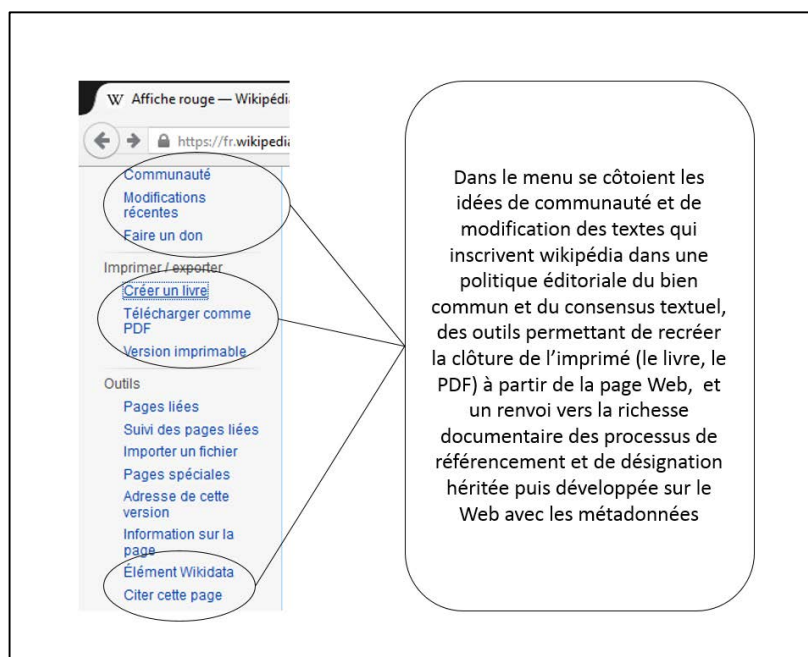 W Affiche rouge — Wikipédi
https://fr.wikipedia
Communauté
Modifications
récentes
Faire un don
Imprimer / exporter
Créer un livre
Télécharger comme
PDF
Version imprimable
Outils
Pages liées
Suivi des pages liées
Importer un fichier
Pages spéciales
Adresse de cette
version
Information sur la
page
Élément Wikidata
Citer cette page
Dans le menu se côtoient les
idées de communauté et de
modification des textes qui
inscrivent wikipédia dans une
politique éditoriale du bien
commun et du consensus textuel,
des outils permettant de recréer
la clôture de l’imprimé (le livre, le
PDF) à partir de la page Web, et
un renvoi vers la richesse
documentaire des processus de
référencement et de désignation
héritée puis développée sur le
Web avec les métadonnées